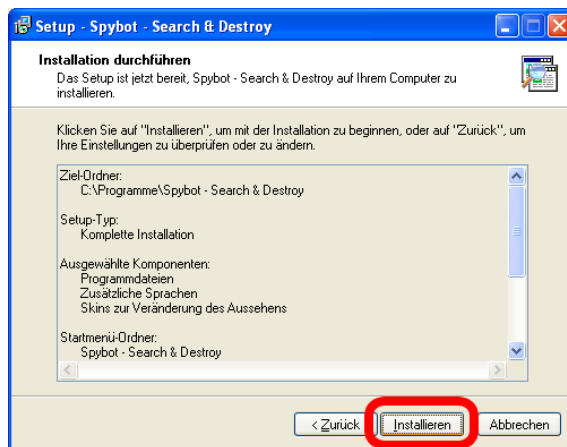 Setup - Spybot - Search & Destroy
Installation durchführen
Das Setup ist jetzt bereit, Spybot - Search & Destroy auf Ihrem Computer zu
installieren.
Klicken Sie auf "Installieren", um mit der Installation zu beginnen, oder auf "Zurück", um
Ihre Einstellungen zu überprüfen oder zu ändern.
Ziel-Ordner:
C:\Programme\Spybot - Search & Destroy
Setup-Typ:
Komplette Installation
Ausgewählte Komponenten:
Programmdateien
Zusätzliche Sprachen
Skins zur Veränderung des Aussehens
Startmenü-Ordner:
Spybot - Search & Destroy
< Zurück
Installieren
Abbrechen